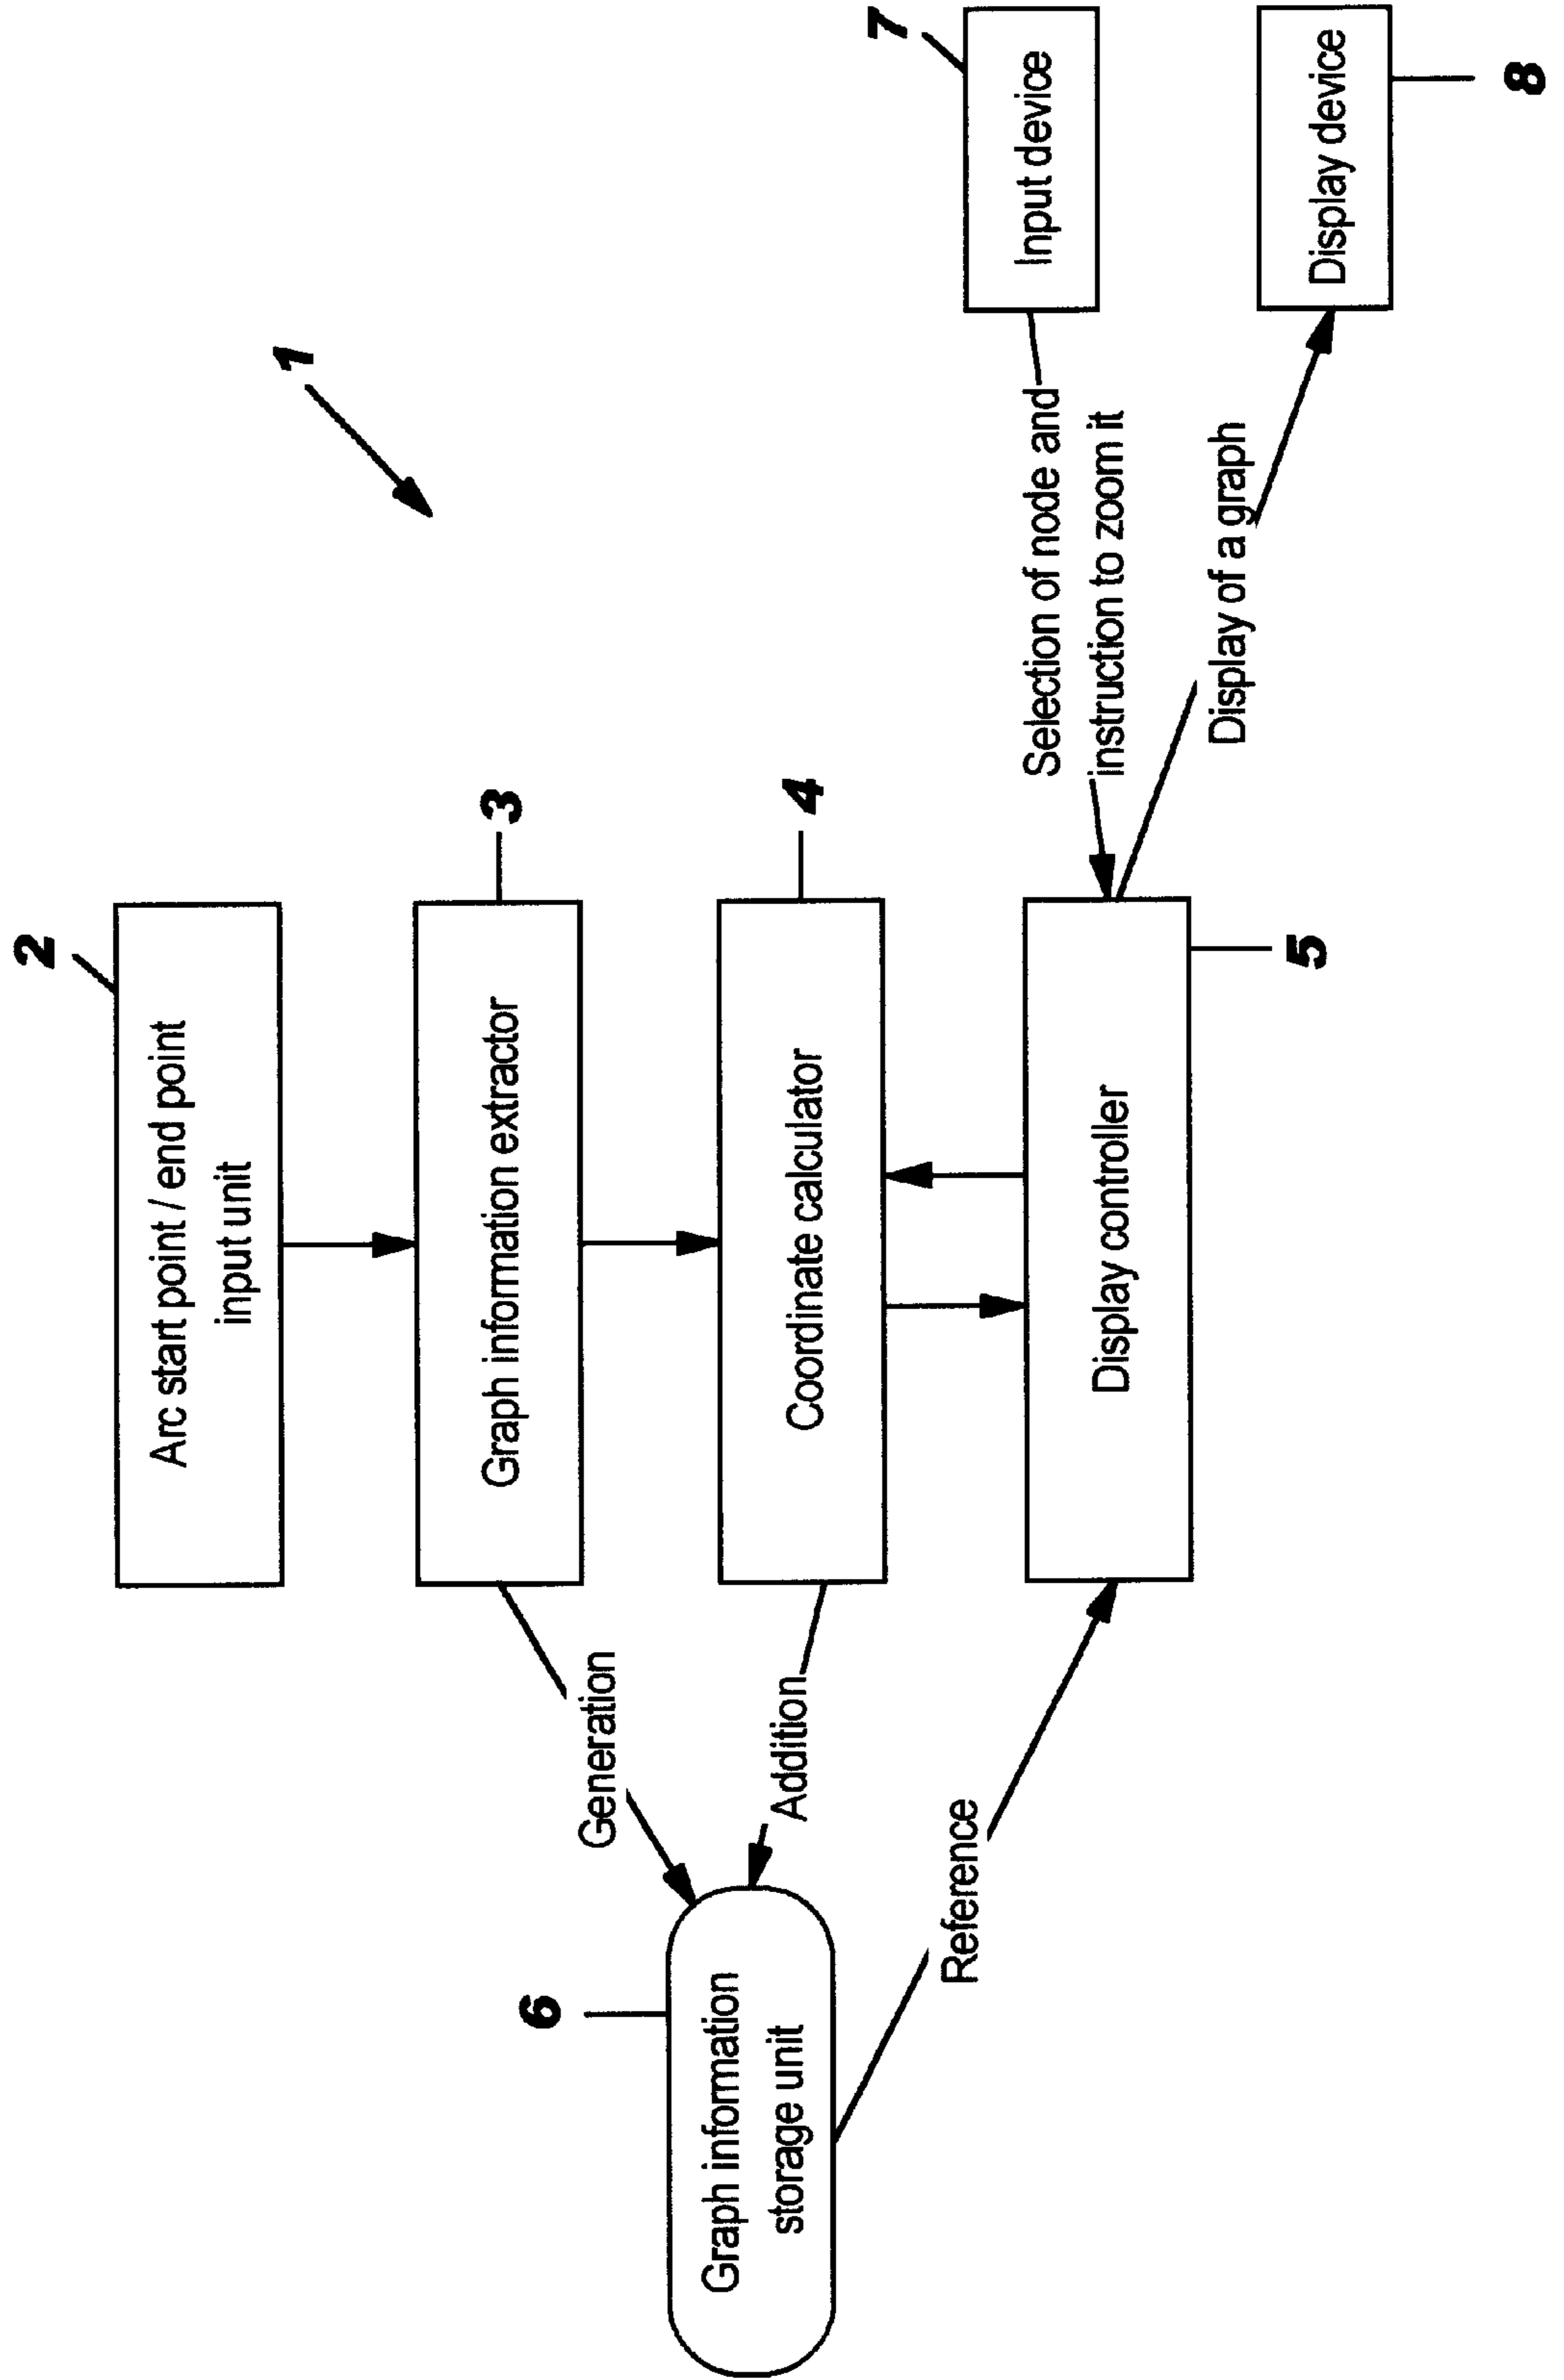 1
2
Arc start point / end point
input unit
3
Graph information extractor
Generation
6
Graph information
storage unit
4
Coordinate calculator
Addition
Reference
Display controller
5
Selection of node and
instruction to zoom it
Display of a graph
7
Input device
Display device
8